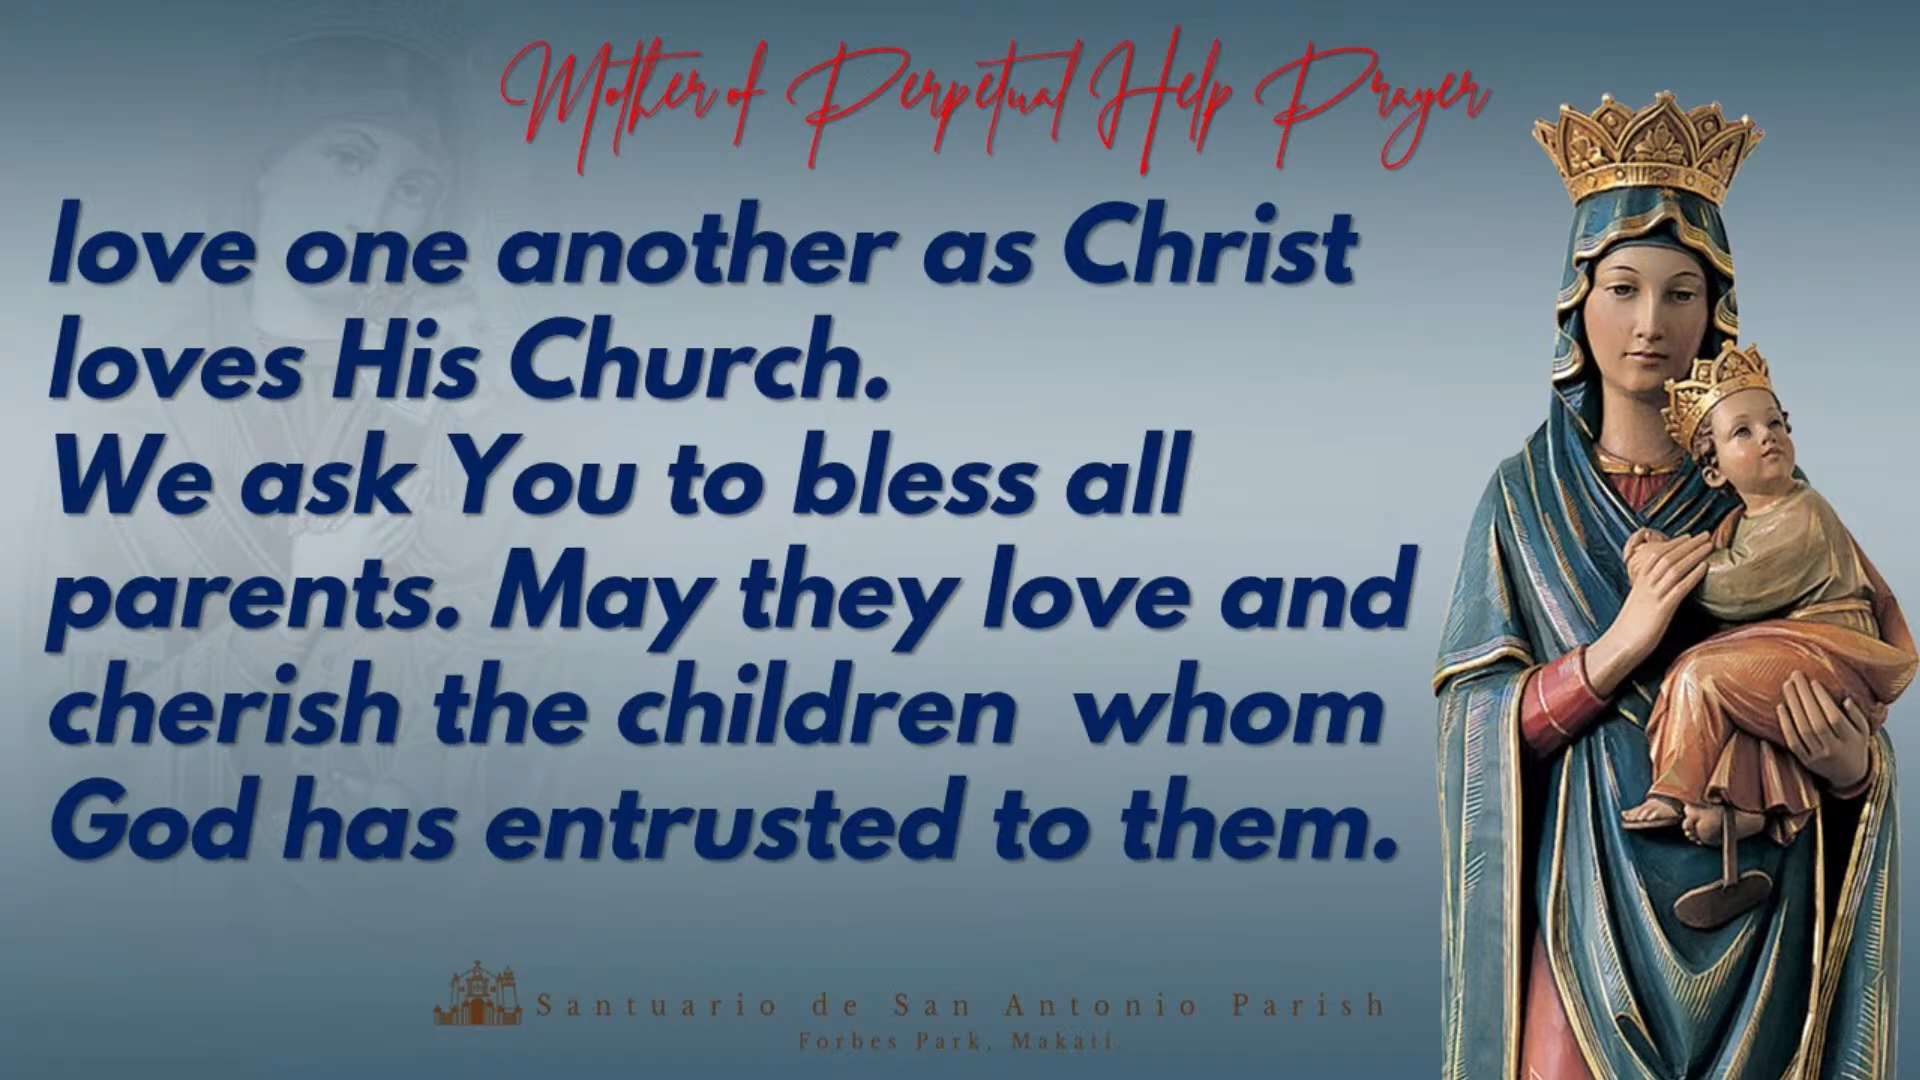 Mother of Perpetual Help Prayer
love one another as Christ
loves His Church.
We ask You to bless all
parents. May they love and
cherish the children whom
God has entrusted to them.
Santuario de San Antonio Parish
Forbes Park, Makati.